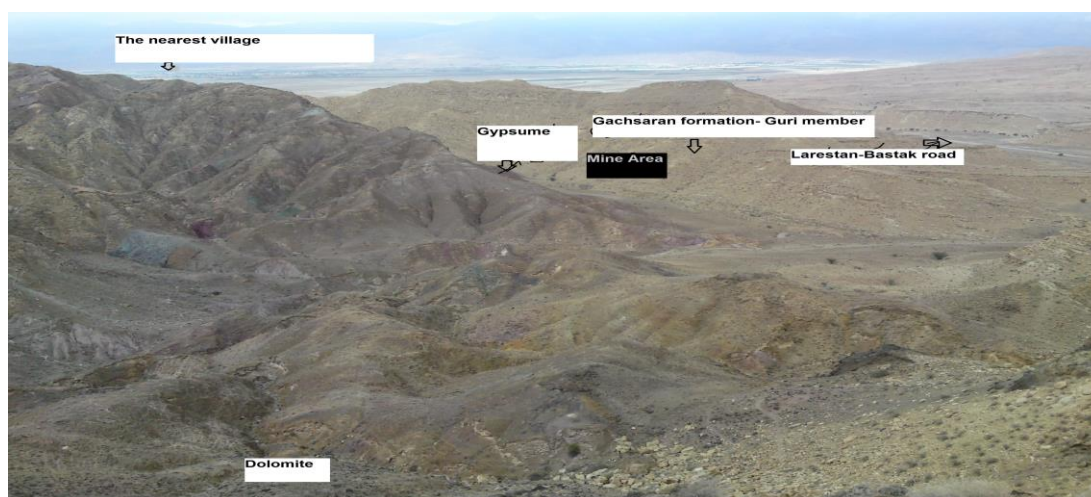 The nearest village
Gachsaran formation- Guri member
Gypsume
Larestan-Bastak road
Mine Area
Dolomite